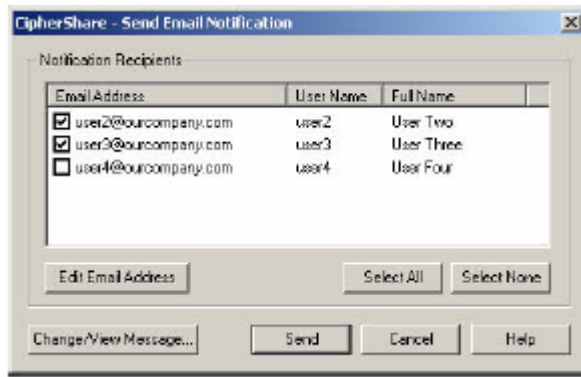 CipherShare - Send Email Notification
Notification Recipients
Email Address User Name Full Name
user2@ourcompany.com user2 User Two
user3@ourcompany.com user3 User Three
user4@ourcompany.com user4 User Four
Edit Email Address Select All Select None
Change/View Message... Send Cancel Help